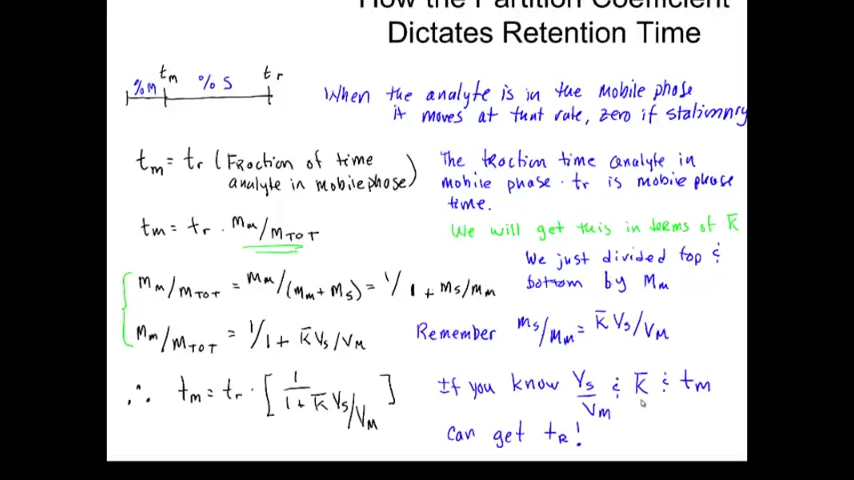 How the Partition Coefficient
Dictates Retention Time
%M tm %S tr
When the analyte is in the mobile phase
it moves at that rate, zero if stationary
tm = tr (Fraction of time
analyte in mobile phase)
The fraction time analyte in
mobile phase · tr is mobile phase
time.
tm = tr · Mm/MTOT
We will get this in terms of K̄
We just divided top &
bottom by Mm
Mm/MTOT = Mm/(Mm+Ms) = 1/1 + Ms/Mm
Mm/MTOT = 1/1 + K̄ Vs/VM
Remember Ms/Mm = K̄ Vs/VM
∴ tm = tr · [1/1 + K̄ Vs/VM]
If you know Vs/Vm & K̄ & tm
Can get tR!